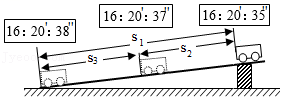 16: 20': 38"
16: 20': 37"
16: 20': 35"
s₁
s₂
s₃